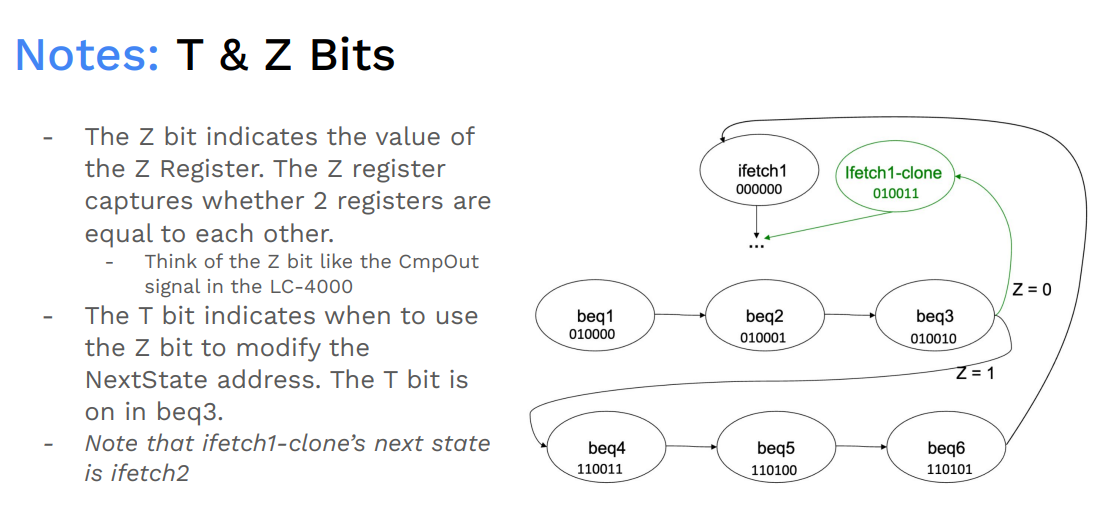 Notes: T & Z Bits
- The Z bit indicates the value of
the Z Register. The Z register
captures whether 2 registers are
equal to each other.
- Think of the Z bit like the CmpOut
signal in the LC-4000
- The T bit indicates when to use
the Z bit to modify the
NextState address. The T bit is
on in beq3.
- Note that ifetch1-clone’s next state
is ifetch2
ifetch1
000000
Ifetch1-clone
010011
...
Z = 0
beq1
010000
beq2
010001
beq3
010010
Z = 1
beq4
110011
beq5
110100
beq6
110101